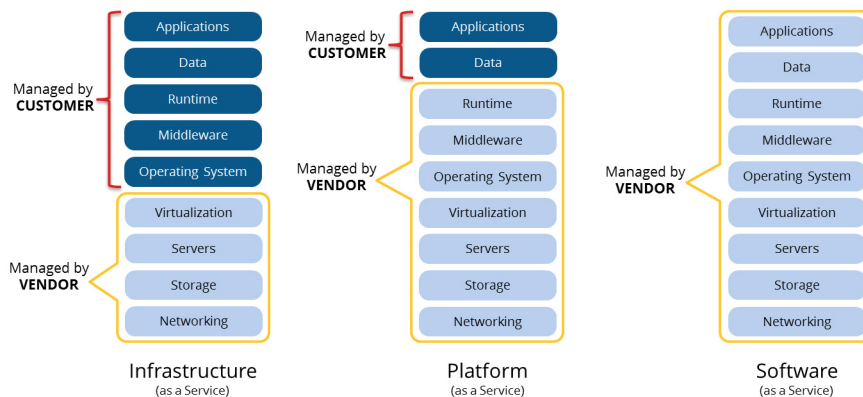 Applications
Data
Runtime
Middleware
Operating System
Managed by
CUSTOMER
Virtualization
Servers
Storage
Networking
Managed by
VENDOR
Infrastructure
(as a Service)
Applications
Data
Managed by
CUSTOMER
Runtime
Middleware
Operating System
Virtualization
Servers
Storage
Networking
Managed by
VENDOR
Platform
(as a Service)
Applications
Data
Runtime
Middleware
Operating System
Virtualization
Servers
Storage
Networking
Managed by
VENDOR
Software
(as a Service)